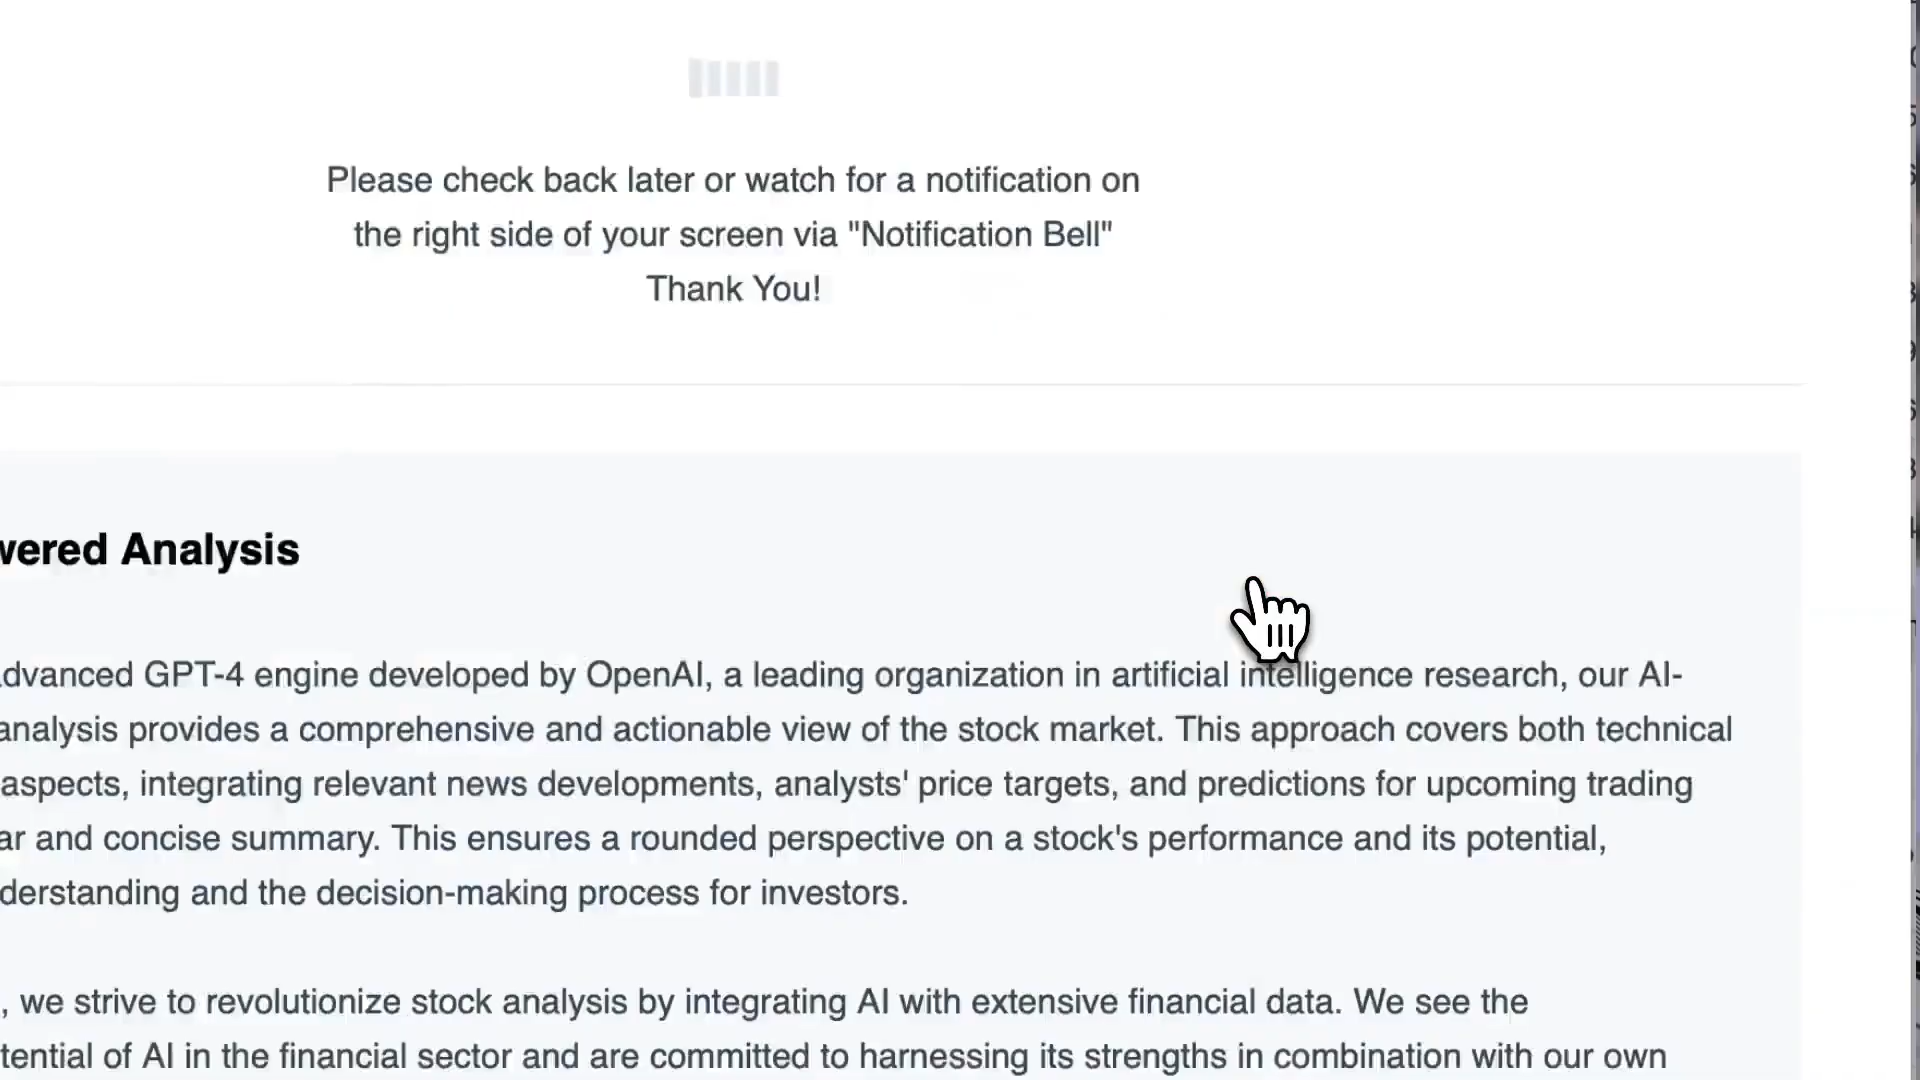 Please check back later or watch for a notification on
the right side of your screen via "Notification Bell"
Thank You!
wered Analysis
dvanced GPT-4 engine developed by OpenAI, a leading organization in artificial intelligence research, our AI-
analysis provides a comprehensive and actionable view of the stock market. This approach covers both technical
aspects, integrating relevant news developments, analysts' price targets, and predictions for upcoming trading
ar and concise summary. This ensures a rounded perspective on a stock's performance and its potential,
derstanding and the decision-making process for investors.
, we strive to revolutionize stock analysis by integrating AI with extensive financial data. We see the
tential of AI in the financial sector and are committed to harnessing its strengths in combination with our own